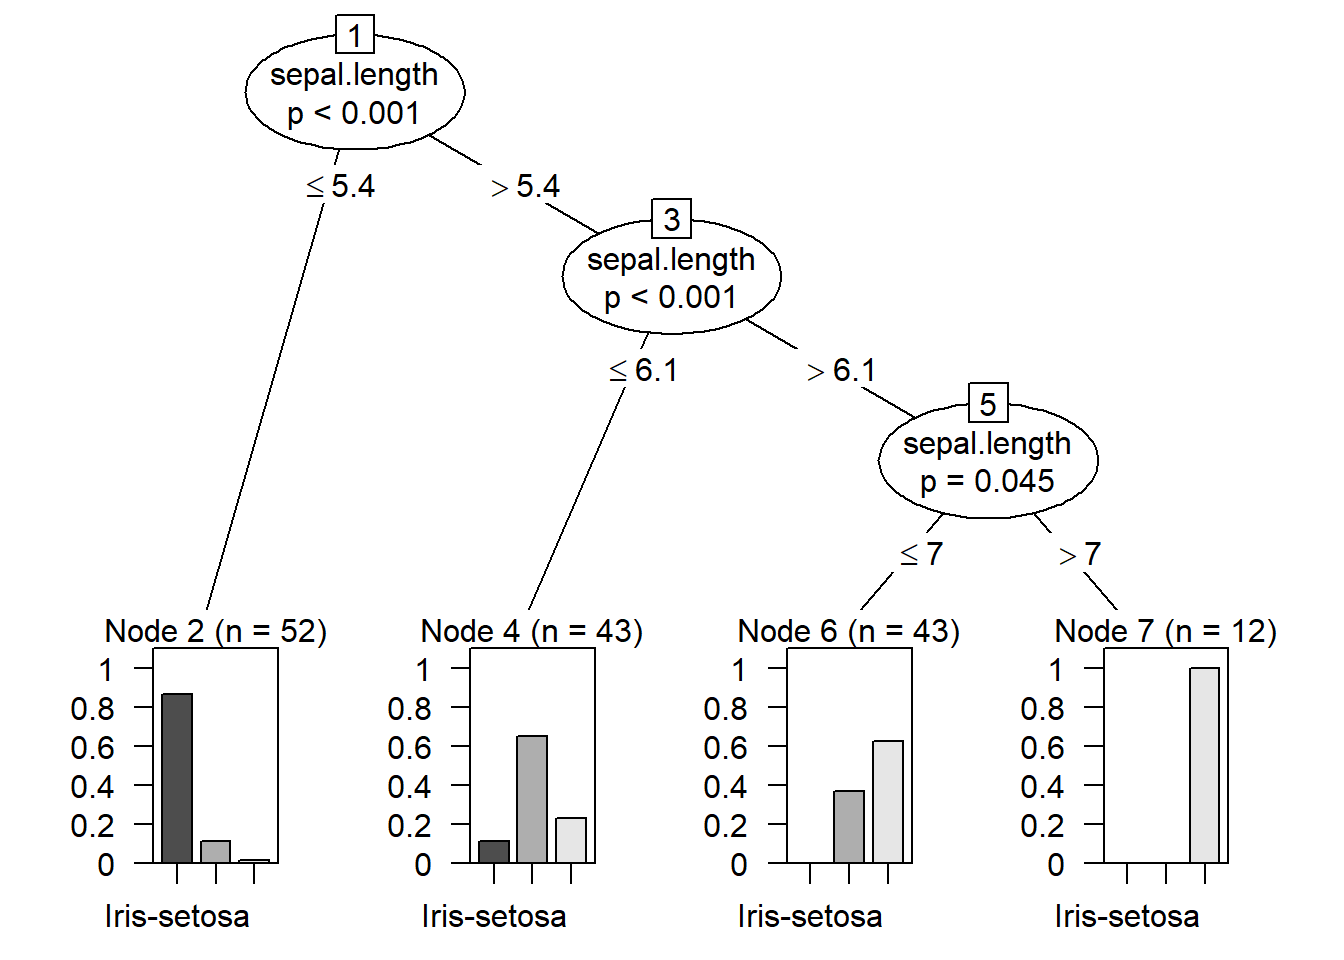 1
sepal.length
p < 0.001
≤ 5.4
> 5.4
3
sepal.length
p < 0.001
≤ 6.1
> 6.1
5
sepal.length
p = 0.045
≤ 7
> 7
Node 2 (n = 52)
1
0.8
0.6
0.4
0.2
0
Iris-setosa
Node 4 (n = 43)
1
0.8
0.6
0.4
0.2
0
Iris-setosa
Node 6 (n = 43)
1
0.8
0.6
0.4
0.2
0
Iris-setosa
Node 7 (n = 12)
1
0.8
0.6
0.4
0.2
0
Iris-setosa